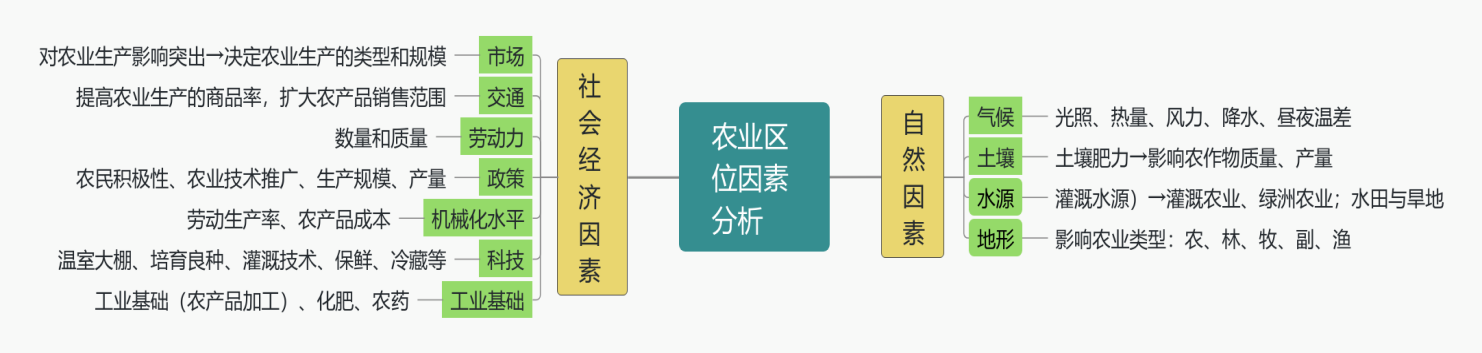 农业区
位因素
分析
社会经济因素
市场
对农业生产影响突出→决定农业生产的类型和规模
交通
提高农业生产的商品率，扩大农产品销售范围
劳动力
数量和质量
政策
农民积极性、农业技术推广、生产规模、产量
机械化水平
劳动生产率、农产品成本
科技
温室大棚、培育良种、灌溉技术、保鲜、冷藏等
工业基础
工业基础（农产品加工）、化肥、农药
自然因素
气候
光照、热量、风力、降水、昼夜温差
土壤
土壤肥力→影响农作物质量、产量
水源
灌溉水源）→灌溉农业、绿洲农业；水田与旱地
地形
影响农业类型：农、林、牧、副、渔